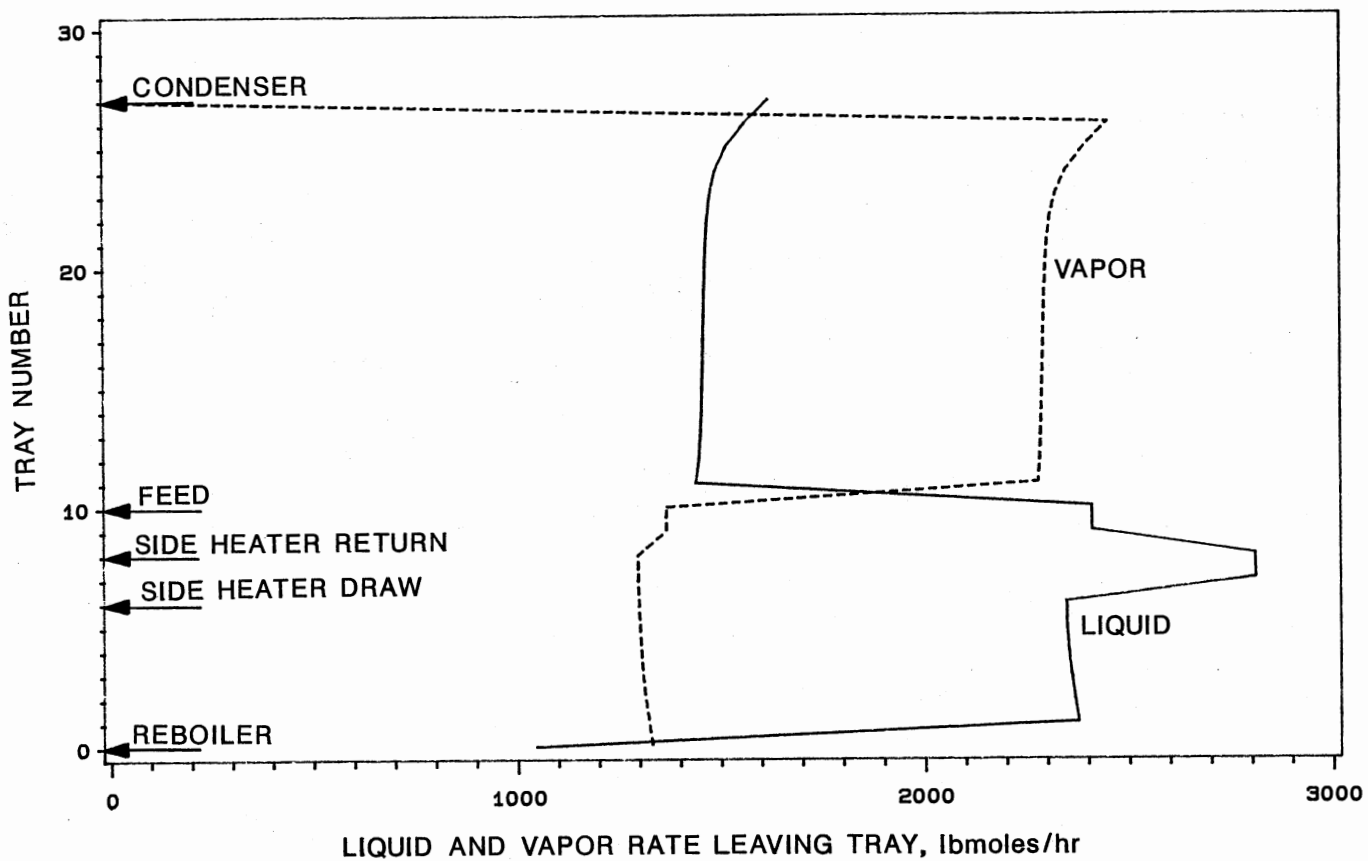 30
CONDENSER
20
VAPOR
TRAY NUMBER
FEED
10
SIDE HEATER RETURN
SIDE HEATER DRAW
LIQUID
REBOILER
0
0
1000
2000
3000
LIQUID AND VAPOR RATE LEAVING TRAY, lbmoles/hr